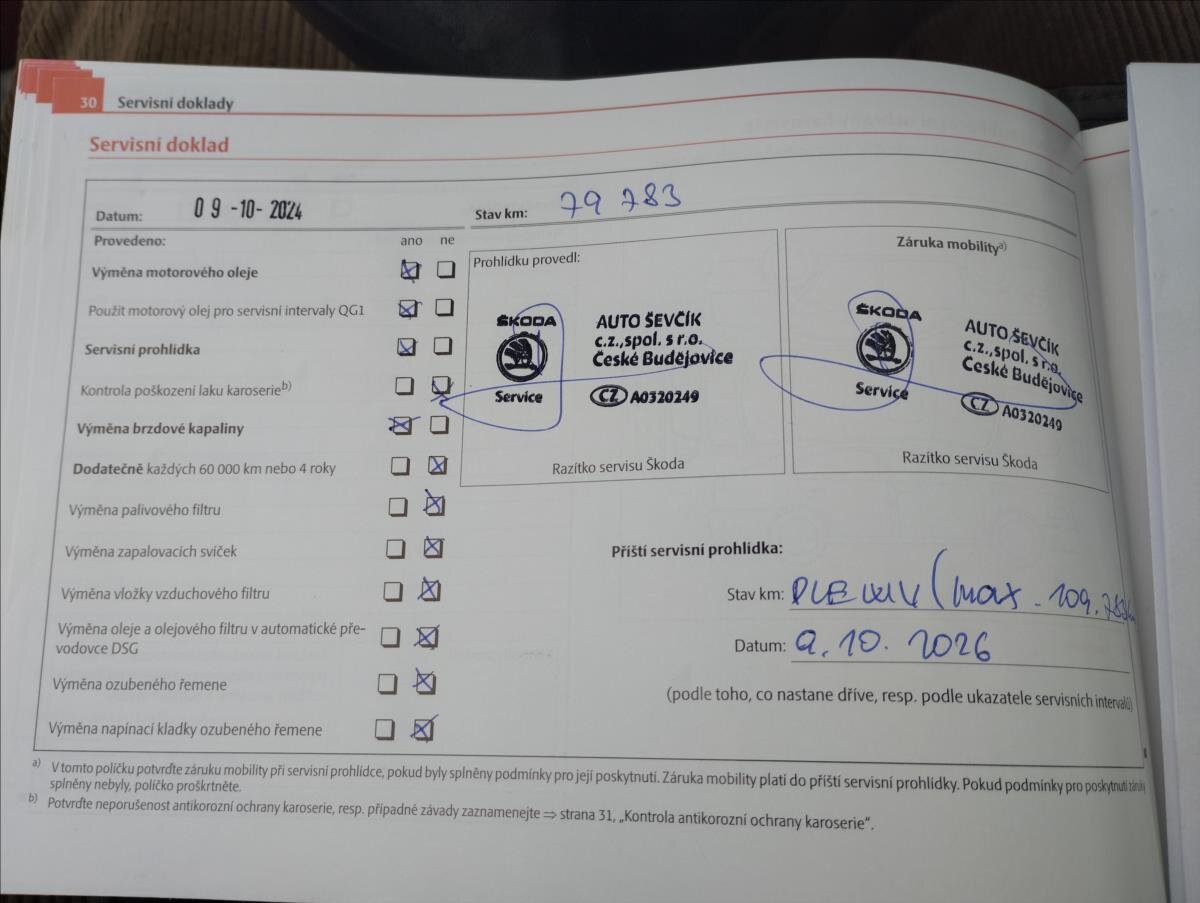 30 Servisní doklady
Servisní doklad
Datum: 09 -10- 2024
Stav km: 79 783
Provedeno: ano ne
Výměna motorového oleje
Použit motorový olej pro servisní intervaly QG1
Servisní prohlídka
Kontrola poškození laku karoserie b)
Výměna brzdové kapaliny
Dodatečně každých 60 000 km nebo 4 roky
Výměna palivového filtru
Výměna zapalovacích svíček
Výměna vložky vzduchového filtru
Výměna oleje a olejového filtru v automatické pře-
vodovce DSG
Výměna ozubeného řemene
Výměna napínací kladky ozubeného řemene
Prohlídku provedl:
ŠKODA
Service
AUTO ŠEVČÍK
c.z.,spol. s r.o.
České Budějovice
CZ A0320249
Razítko servisu Škoda
Záruka mobility a)
ŠKODA
Service
AUTO ŠEVČÍK
c.z.,spol. s r.o.
České Budějovice
CZ A0320249
Razítko servisu Škoda
Příští servisní prohlídka:
Stav km: (max. 109.783
Datum: 9.10. 2026
(podle toho, co nastane dříve, resp. podle ukazatele servisních intervalů)
a) V tomto políčku potvrďte záruku mobility při servisní prohlídce, pokud byly splněny podmínky pro její poskytnutí. Záruka mobility platí do příští servisní prohlídky. Pokud podmínky pro poskytnutí záruky
splněny nebyly, políčko proškrtněte.
b) Potvrďte neporušenost antikorozní ochrany karoserie, resp. případné závady zaznamenejte ⇒ strana 31, „Kontrola antikorozní ochrany karoserie“.